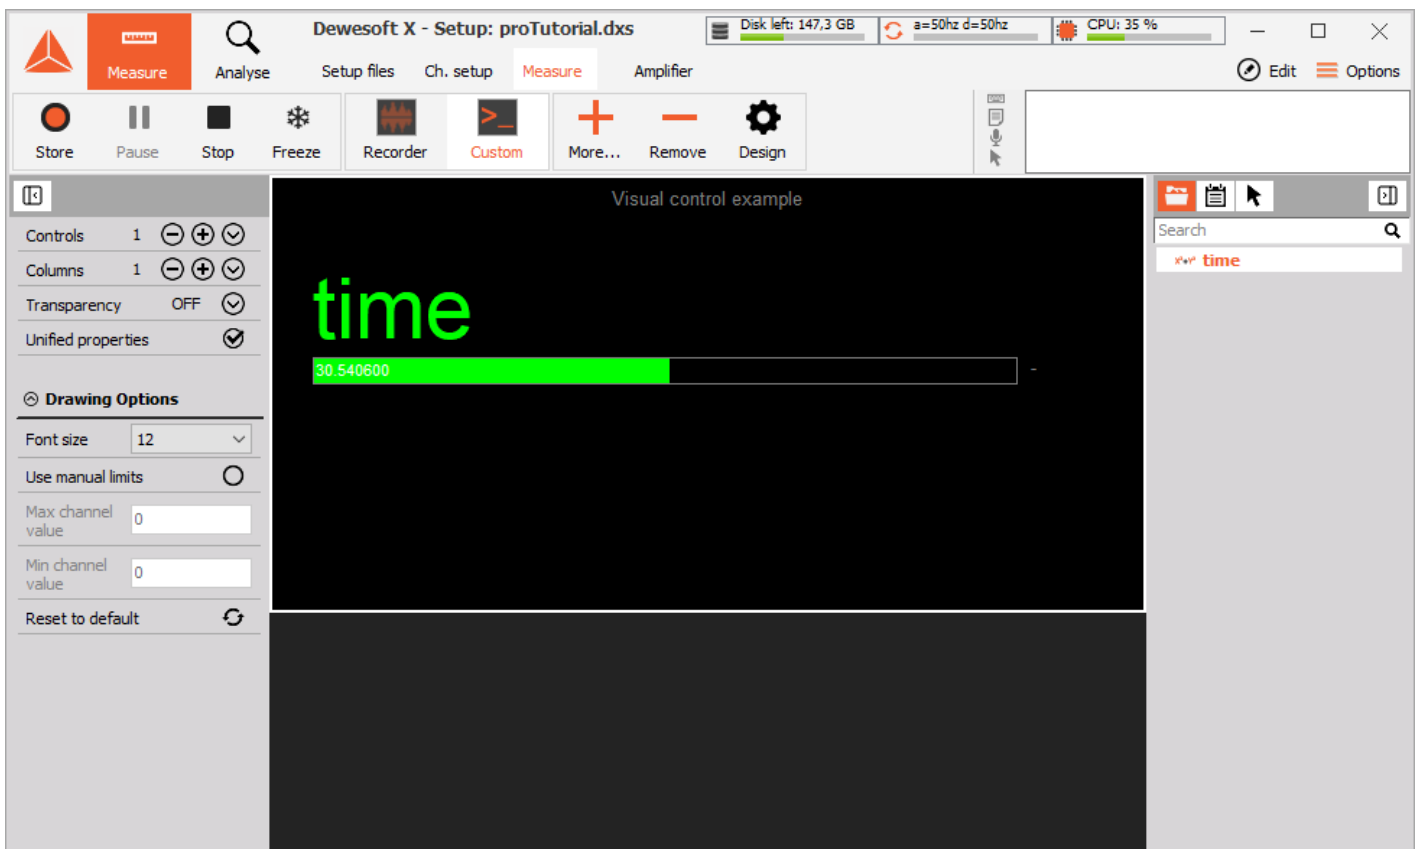 Dewesoft X - Setup: proTutorial.dxs
Disk left: 147,3 GB
a=50hz d=50hz
CPU: 35 %
Measure
Analyse
Setup files
Ch. setup
Measure
Amplifier
Edit
Options
Store
Pause
Stop
Freeze
Recorder
Custom
More...
Remove
Design
Controls 1
Columns 1
Transparency OFF
Unified properties
Drawing Options
Font size 12
Use manual limits
Max channel
value
0
Min channel
value
0
Reset to default
Visual control example
time
30.540600
-
Search
time